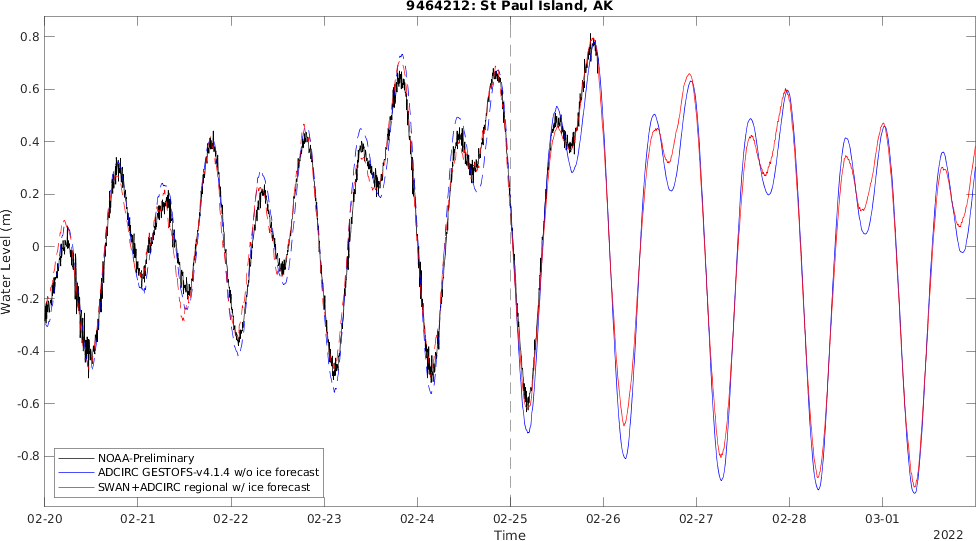 9464212: St Paul Island, AK
0.8
0.6
0.4
0.2
0
-0.2
-0.4
-0.6
-0.8
Water Level (m)
NOAA-Preliminary
ADCIRC GESTOFS-v4.1.4 w/o ice forecast
SWAN+ADCIRC regional w/ ice forecast
02-20 02-21 02-22 02-23 02-24 02-25 02-26 02-27 02-28 03-01
Time
2022